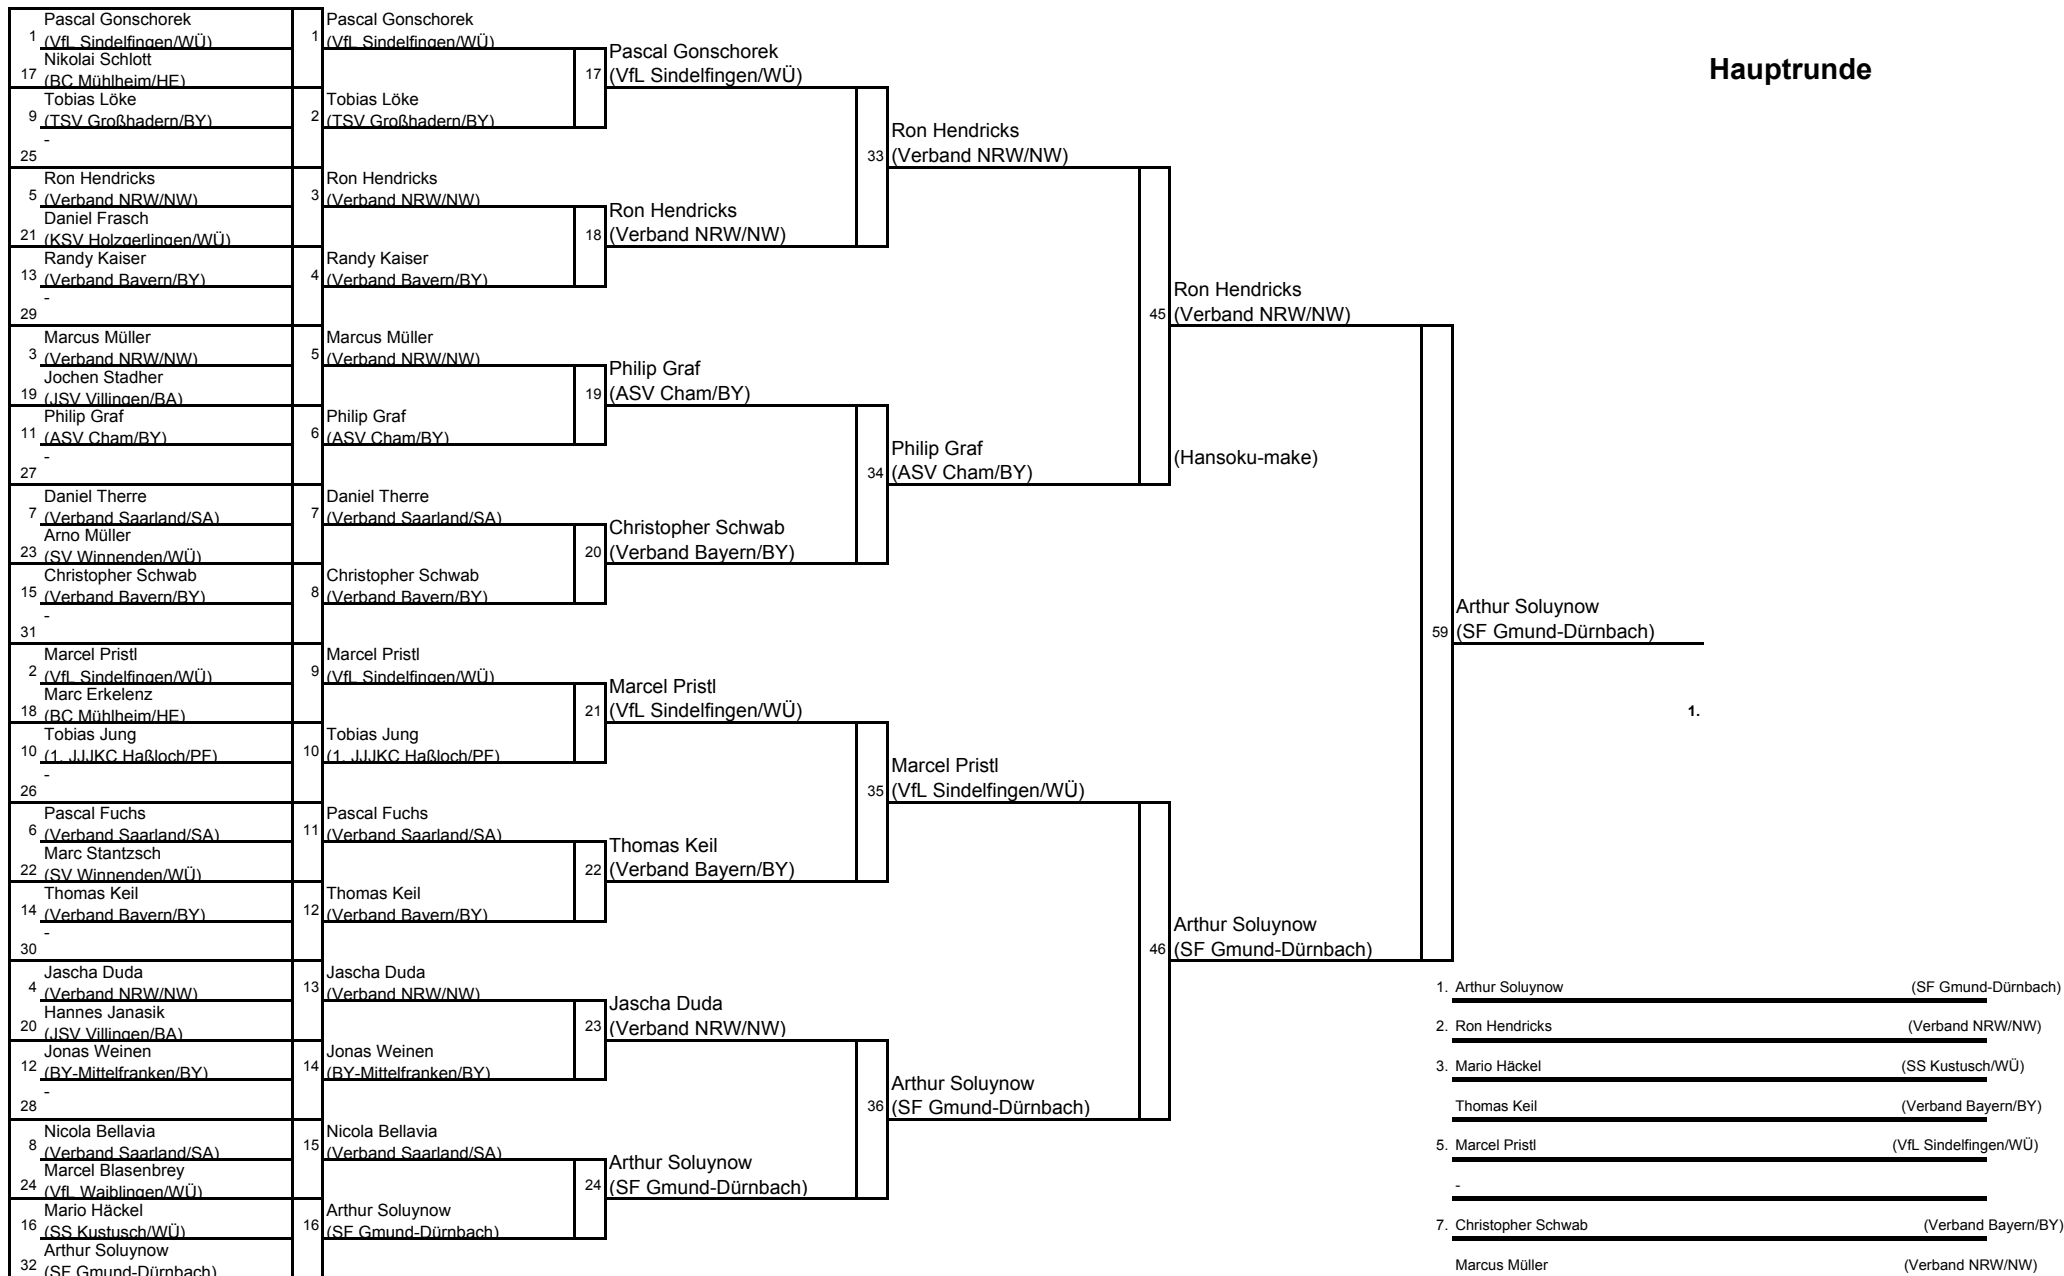 Hauptrunde
1 Pascal Gonschorek
(VfL Sindelfingen/WÜ)
17 Nikolai Schlott
(BC Mühlheim/HE)
9 Tobias Löke
(TSV Großhadern/BY)
25 -
5 Ron Hendricks
(Verband NRW/NW)
21 Daniel Frasch
(KSV Holzgerlingen/WÜ)
13 Randy Kaiser
(Verband Bayern/BY)
29 -
3 Marcus Müller
(Verband NRW/NW)
19 Jochen Stadher
(JSV Villingen/BA)
11 Philip Graf
(ASV Cham/BY)
27 -
7 Daniel Therre
(Verband Saarland/SA)
23 Arno Müller
(SV Winnenden/WÜ)
15 Christopher Schwab
(Verband Bayern/BY)
31 -
2 Marcel Pristl
(VfL Sindelfingen/WÜ)
18 Marc Erkelenz
(BC Mühlheim/HE)
10 Tobias Jung
(1. JJJKC Haßloch/PF)
26 -
6 Pascal Fuchs
(Verband Saarland/SA)
22 Marc Stantzsch
(SV Winnenden/WÜ)
14 Thomas Keil
(Verband Bayern/BY)
30 -
4 Jascha Duda
(Verband NRW/NW)
20 Hannes Janasik
(JSV Villingen/BA)
12 Jonas Weinen
(BY-Mittelfranken/BY)
28 -
8 Nicola Bellavia
(Verband Saarland/SA)
24 Marcel Blasenbrey
(VfL Waiblingen/WÜ)
16 Mario Häckel
(SS Kustusch/WÜ)
32 Arthur Soluynow
(SF Gmund-Dürnbach)
1 Pascal Gonschorek
(VfL Sindelfingen/WÜ)
2 Tobias Löke
(TSV Großhadern/BY)
3 Ron Hendricks
(Verband NRW/NW)
4 Randy Kaiser
(Verband Bayern/BY)
5 Marcus Müller
(Verband NRW/NW)
6 Philip Graf
(ASV Cham/BY)
7 Daniel Therre
(Verband Saarland/SA)
8 Christopher Schwab
(Verband Bayern/BY)
9 Marcel Pristl
(VfL Sindelfingen/WÜ)
10 Tobias Jung
(1. JJJKC Haßloch/PF)
11 Pascal Fuchs
(Verband Saarland/SA)
12 Thomas Keil
(Verband Bayern/BY)
13 Jascha Duda
(Verband NRW/NW)
14 Jonas Weinen
(BY-Mittelfranken/BY)
15 Nicola Bellavia
(Verband Saarland/SA)
16 Arthur Soluynow
(SF Gmund-Dürnbach)
Pascal Gonschorek
17 (VfL Sindelfingen/WÜ)
Ron Hendricks
18 (Verband NRW/NW)
Philip Graf
19 (ASV Cham/BY)
Christopher Schwab
20 (Verband Bayern/BY)
Marcel Pristl
21 (VfL Sindelfingen/WÜ)
Thomas Keil
22 (Verband Bayern/BY)
Jascha Duda
23 (Verband NRW/NW)
Arthur Soluynow
24 (SF Gmund-Dürnbach)
Ron Hendricks
33 (Verband NRW/NW)
Philip Graf
34 (ASV Cham/BY)
Marcel Pristl
35 (VfL Sindelfingen/WÜ)
Arthur Soluynow
36 (SF Gmund-Dürnbach)
Ron Hendricks
45 (Verband NRW/NW)
(Hansoku-make)
Arthur Soluynow
46 (SF Gmund-Dürnbach)
Arthur Soluynow
59 (SF Gmund-Dürnbach)
1.
1. Arthur Soluynow (SF Gmund-Dürnbach)
2. Ron Hendricks (Verband NRW/NW)
3. Mario Häckel (SS Kustusch/WÜ)
Thomas Keil (Verband Bayern/BY)
5. Marcel Pristl (VfL Sindelfingen/WÜ)
-
7. Christopher Schwab (Verband Bayern/BY)
Marcus Müller (Verband NRW/NW)